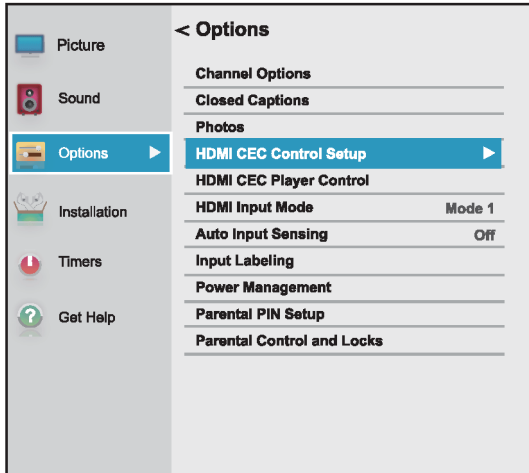 Picture
Sound
Options
Installation
Timers
Get Help
< Options
Channel Options
Closed Captions
Photos
HDMI CEC Control Setup
HDMI CEC Player Control
HDMI Input Mode Mode 1
Auto Input Sensing Off
Input Labeling
Power Management
Parental PIN Setup
Parental Control and Locks